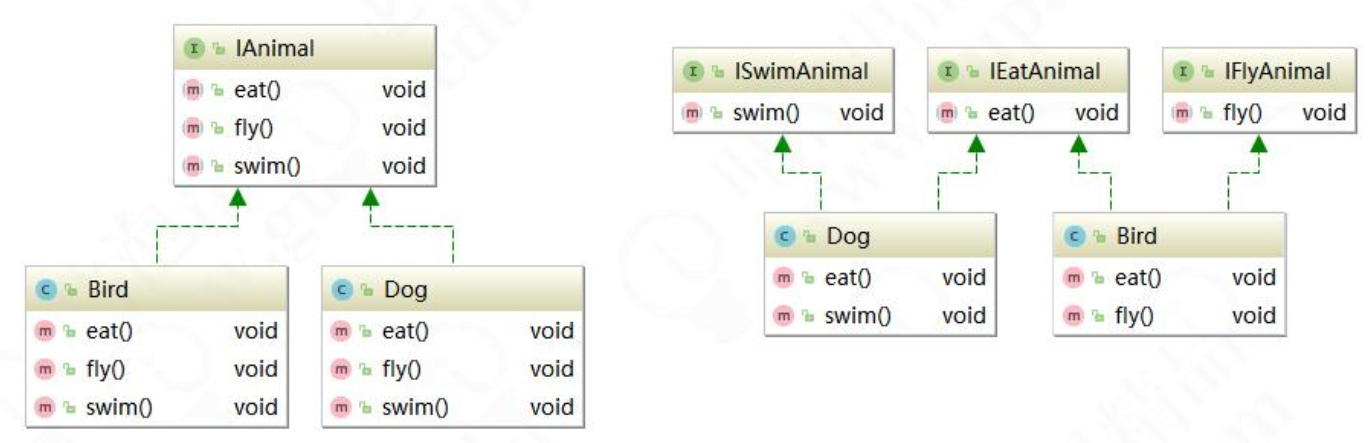 IAnimal
eat() void
fly() void
swim() void
Bird
eat() void
fly() void
swim() void
Dog
eat() void
fly() void
swim() void
ISwimAnimal
swim() void
IEatAnimal
eat() void
IFlyAnimal
fly() void
Dog
eat() void
swim() void
Bird
eat() void
fly() void